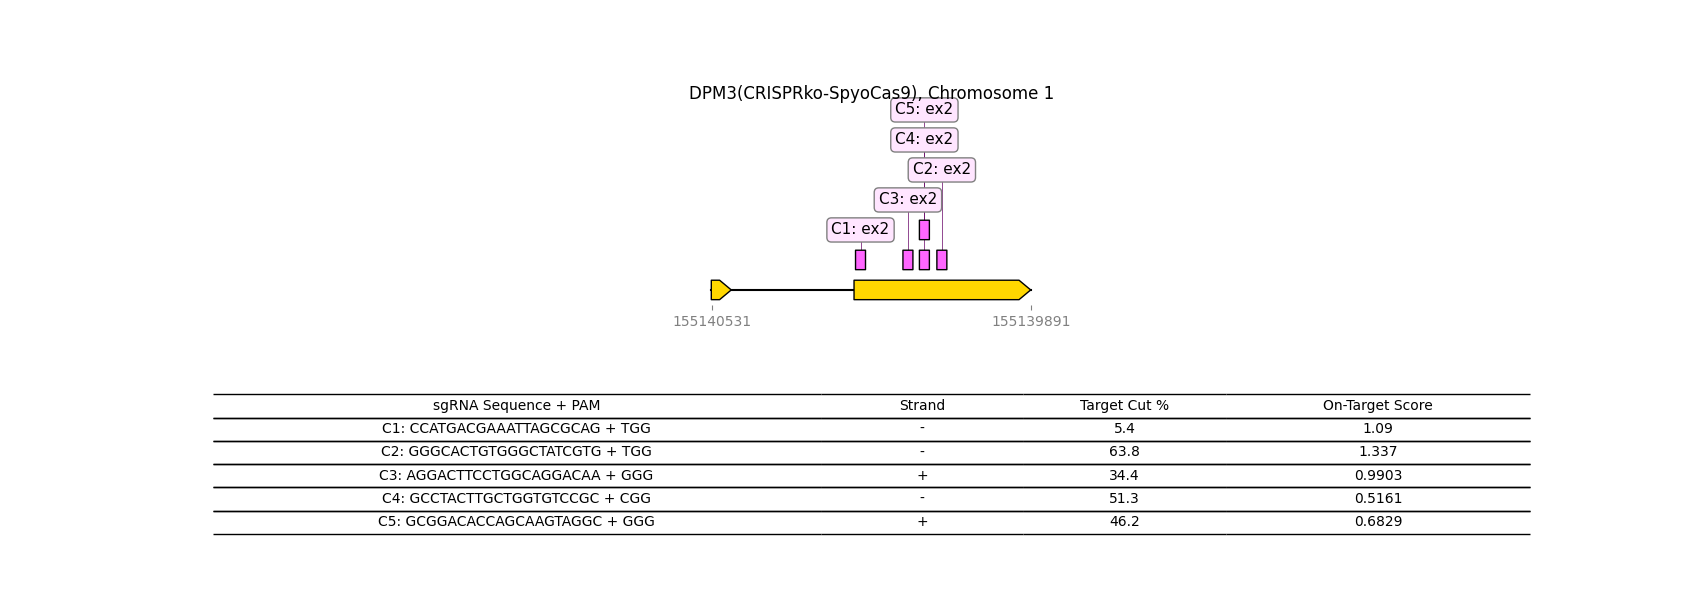 DPM3(CRISPRko-SpyoCas9), Chromosome 1
C5: ex2
C4: ex2
C2: ex2
C3: ex2
C1: ex2
155140531 155139891
sgRNA Sequence + PAM Strand Target Cut % On-Target Score
C1: CCATGACGAAATTAGCGCAG + TGG - 5.4 1.09
C2: GGGCACTGTGGGCTATCGTG + TGG - 63.8 1.337
C3: AGGACTTCCTGGCAGGACAA + GGG + 34.4 0.9903
C4: GCCTACTTGCTGGTGTCCGC + CGG - 51.3 0.5161
C5: GCGGACACCAGCAAGTAGGC + GGG + 46.2 0.6829